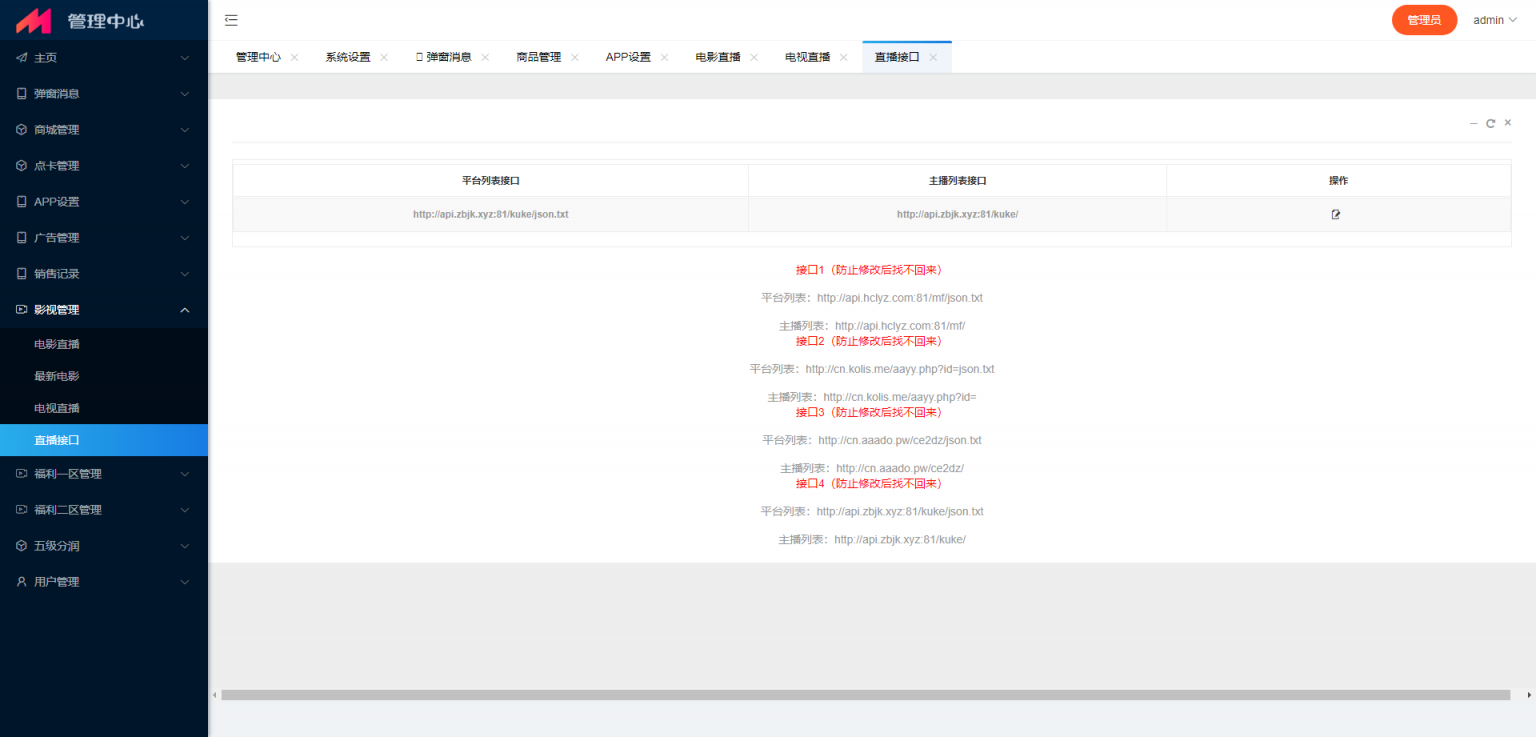 管理中心
管理员
admin
主页
弹窗消息
商城管理
点卡管理
APP设置
广告管理
销售记录
影视管理
电影直播
最新电影
电视直播
直播接口
福利一区管理
福利二区管理
五级分润
用户管理
管理中心 系统设置 弹窗消息 商品管理 APP设置 电影直播 电视直播 直播接口
平台列表接口 主播列表接口 操作
http://api.zbjk.xyz:81/kuke/json.txt http://api.zbjk.xyz:81/kuke/
接口1（防止修改后找不回来）
平台列表：http://api.hclyz.com:81/mf/json.txt
主播列表：http://api.hclyz.com:81/mf/
接口2（防止修改后找不回来）
平台列表：http://cn.kolis.me/aayy.php?id=json.txt
主播列表：http://cn.kolis.me/aayy.php?id=
接口3（防止修改后找不回来）
平台列表：http://cn.aaado.pw/ce2dz/json.txt
主播列表：http://cn.aaado.pw/ce2dz/
接口4（防止修改后找不回来）
平台列表：http://api.zbjk.xyz:81/kuke/json.txt
主播列表：http://api.zbjk.xyz:81/kuke/